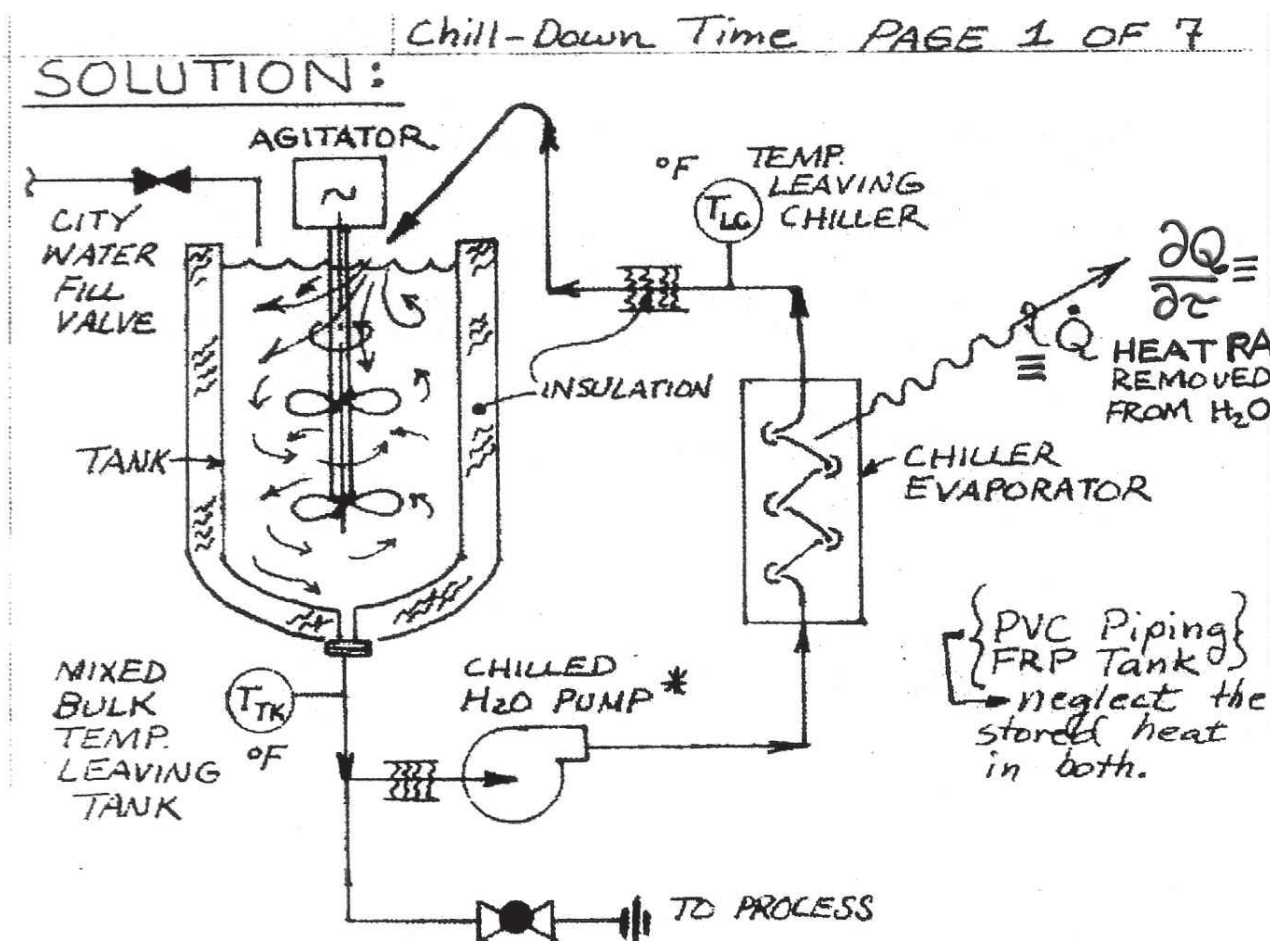 Chill-Down Time PAGE 1 OF 7
SOLUTION:
AGITATOR
~
CITY
WATER
FILL
VALVE
°F
TEMP.
LEAVING
CHILLER
T_LC
∂Q
∂τ
≡
≡ Q̇
HEAT RA
REMOVED
FROM H₂O
INSULATION
TANK
CHILLER
EVAPORATOR
MIXED
BULK
TEMP.
LEAVING
TANK
T_TK
°F
CHILLED
H₂O PUMP *
{PVC Piping}
{FRP Tank}
neglect the
stored heat
in both.
TO PROCESS